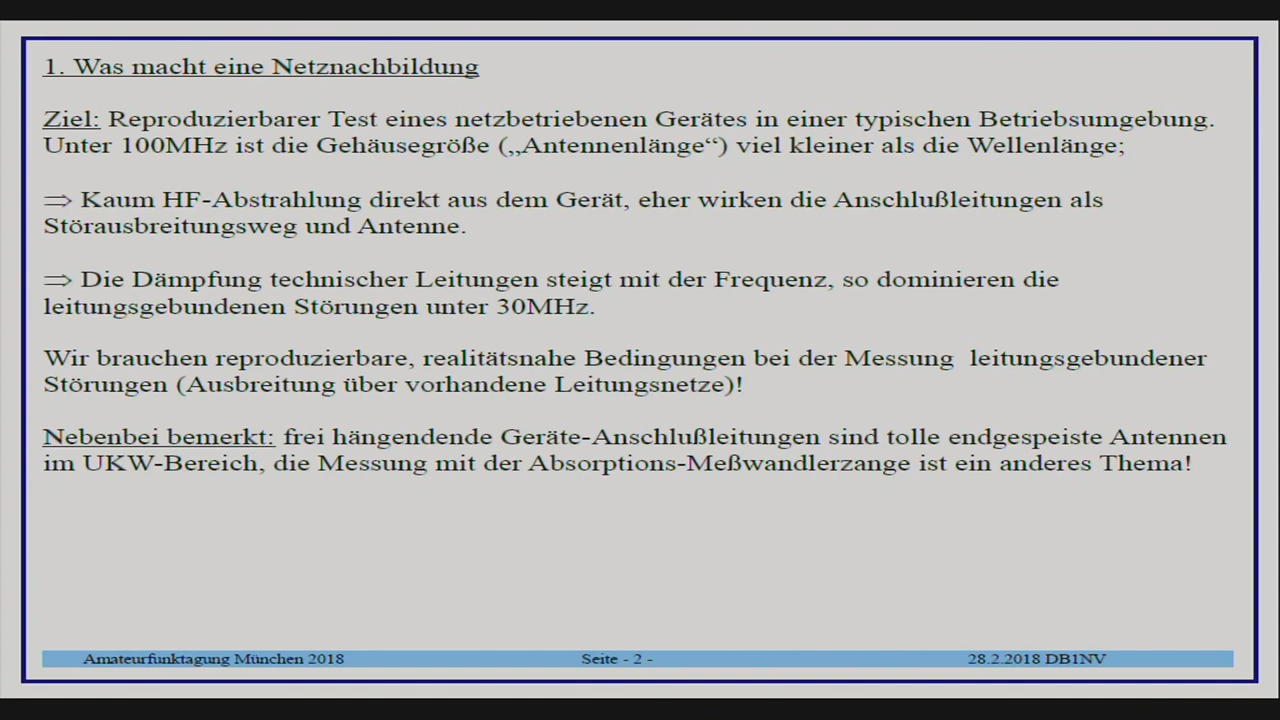 1. Was macht eine Netznachbildung
Ziel: Reproduzierbarer Test eines netzbetriebenen Gerätes in einer typischen Betriebsumgebung.
Unter 100MHz ist die Gehäusegröße („Antennenlänge“) viel kleiner als die Wellenlänge;
⇒ Kaum HF-Abstrahlung direkt aus dem Gerät, eher wirken die Anschlußleitungen als
Störausbreitungsweg und Antenne.
⇒ Die Dämpfung technischer Leitungen steigt mit der Frequenz, so dominieren die
leitungsgebundenen Störungen unter 30MHz.
Wir brauchen reproduzierbare, realitätsnahe Bedingungen bei der Messung leitungsgebundener
Störungen (Ausbreitung über vorhandene Leitungsnetze)!
Nebenbei bemerkt: frei hängendende Geräte-Anschlußleitungen sind tolle endgespeiste Antennen
im UKW-Bereich, die Messung mit der Absorptions-Meßwandlerzange ist ein anderes Thema!
Amateurfunktagung München 2018 Seite - 2 - 28.2.2018 DB1NV